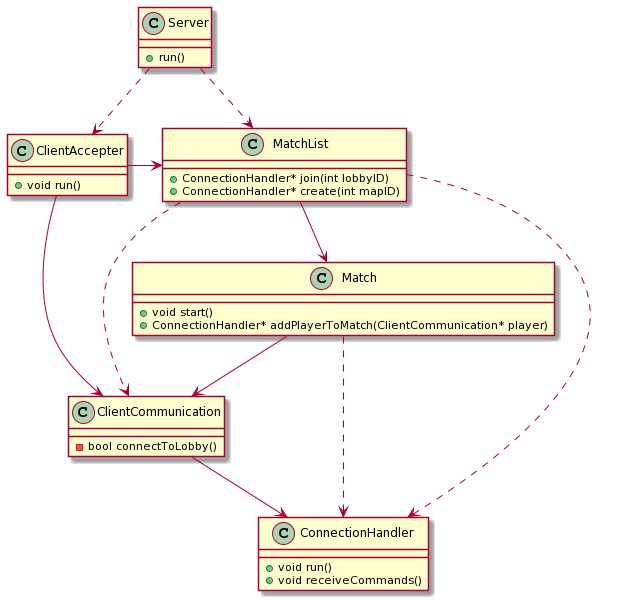 C Server
run()
C ClientAccepter
void run()
C MatchList
ConnectionHandler* join(int lobbyID)
ConnectionHandler* create(int mapID)
C Match
void start()
ConnectionHandler* addPlayerToMatch(ClientCommunication* player)
C ClientCommunication
bool connectToLobby()
C ConnectionHandler
void run()
void receiveCommands()